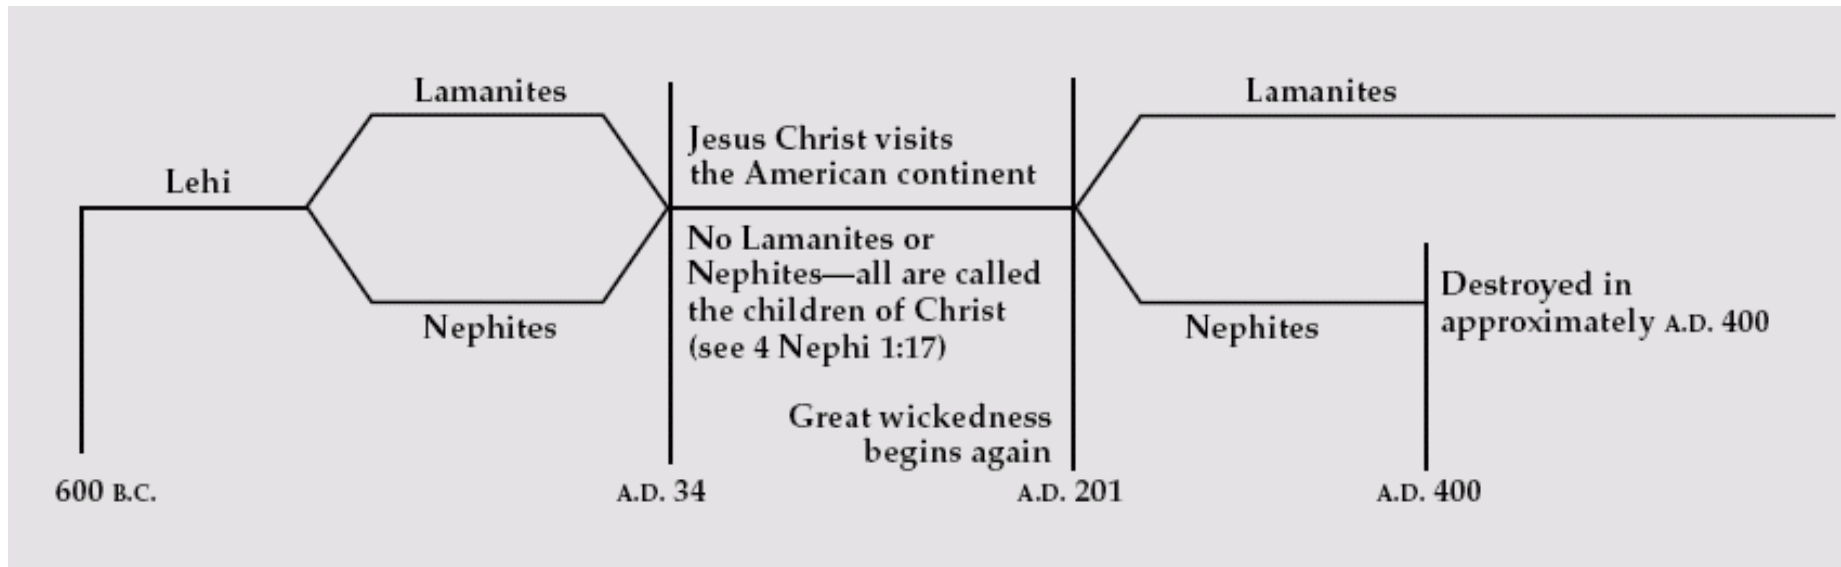 Lamanites
Lamanites
Jesus Christ visits
the American continent
Lehi
No Lamanites or
Nephites—all are called
the children of Christ
(see 4 Nephi 1:17)
Nephites
Nephites
Destroyed in
approximately A.D. 400
Great wickedness
begins again
600 B.C.
A.D. 34
A.D. 201
A.D. 400